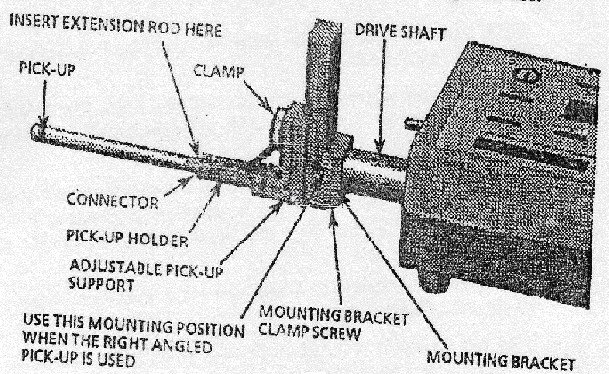 INSERT EXTENSION ROD HERE
DRIVE SHAFT
PICK-UP
CLAMP
CONNECTOR
PICK-UP HOLDER
ADJUSTABLE PICK-UP
SUPPORT
USE THIS MOUNTING POSITION
WHEN THE RIGHT ANGLED
PICK-UP IS USED
MOUNTING BRACKET
CLAMP SCREW
MOUNTING BRACKET